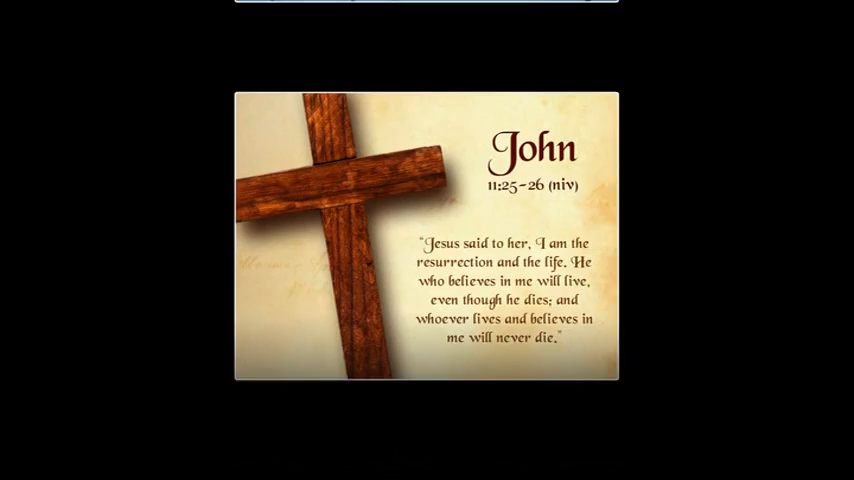 John
11:25-26 (niv)
"Jesus said to her, I am the
resurrection and the life. He
who believes in me will live,
even though he dies; and
whoever lives and believes in
me will never die."